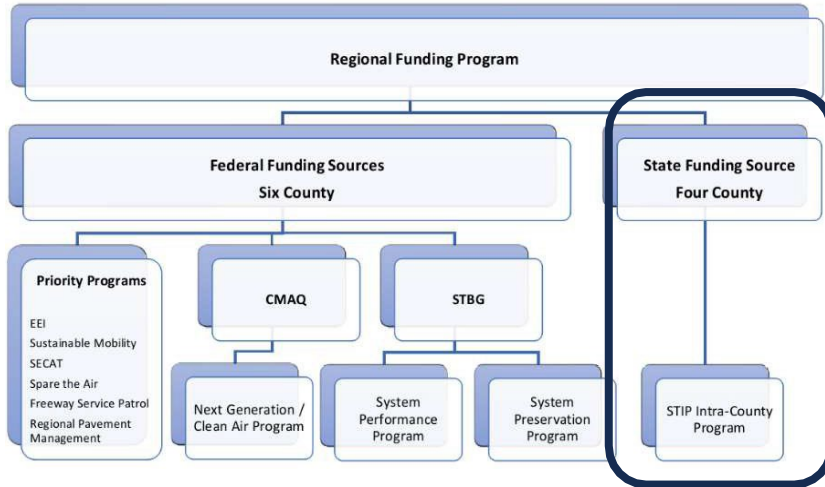 Regional Funding Program
Federal Funding Sources
Six County
State Funding Source
Four County
Priority Programs
EEI
Sustainable Mobility
SECAT
Spare the Air
Freeway Service Patrol
Regional Pavement
Management
CMAQ
STBG
Next Generation /
Clean Air Program
System
Performance
Program
System
Preservation
Program
STIP Intra-County
Program